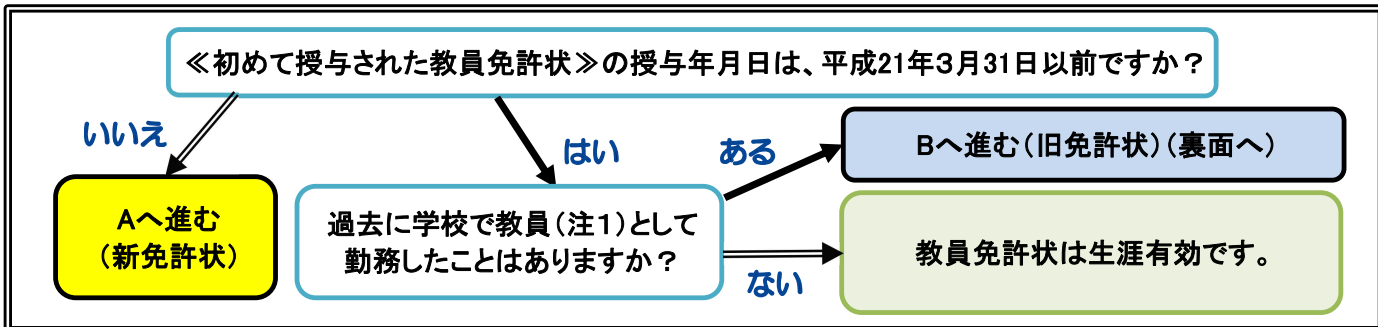 ≪初めて授与された教員免許状≫の授与年月日は、平成21年３月31日以前ですか？
いいえ
はい
ある
Bへ進む（旧免許状）（裏面へ）
Aへ進む
（新免許状）
過去に学校で教員（注１）として
勤務したことはありますか？
ない
教員免許状は生涯有効です。